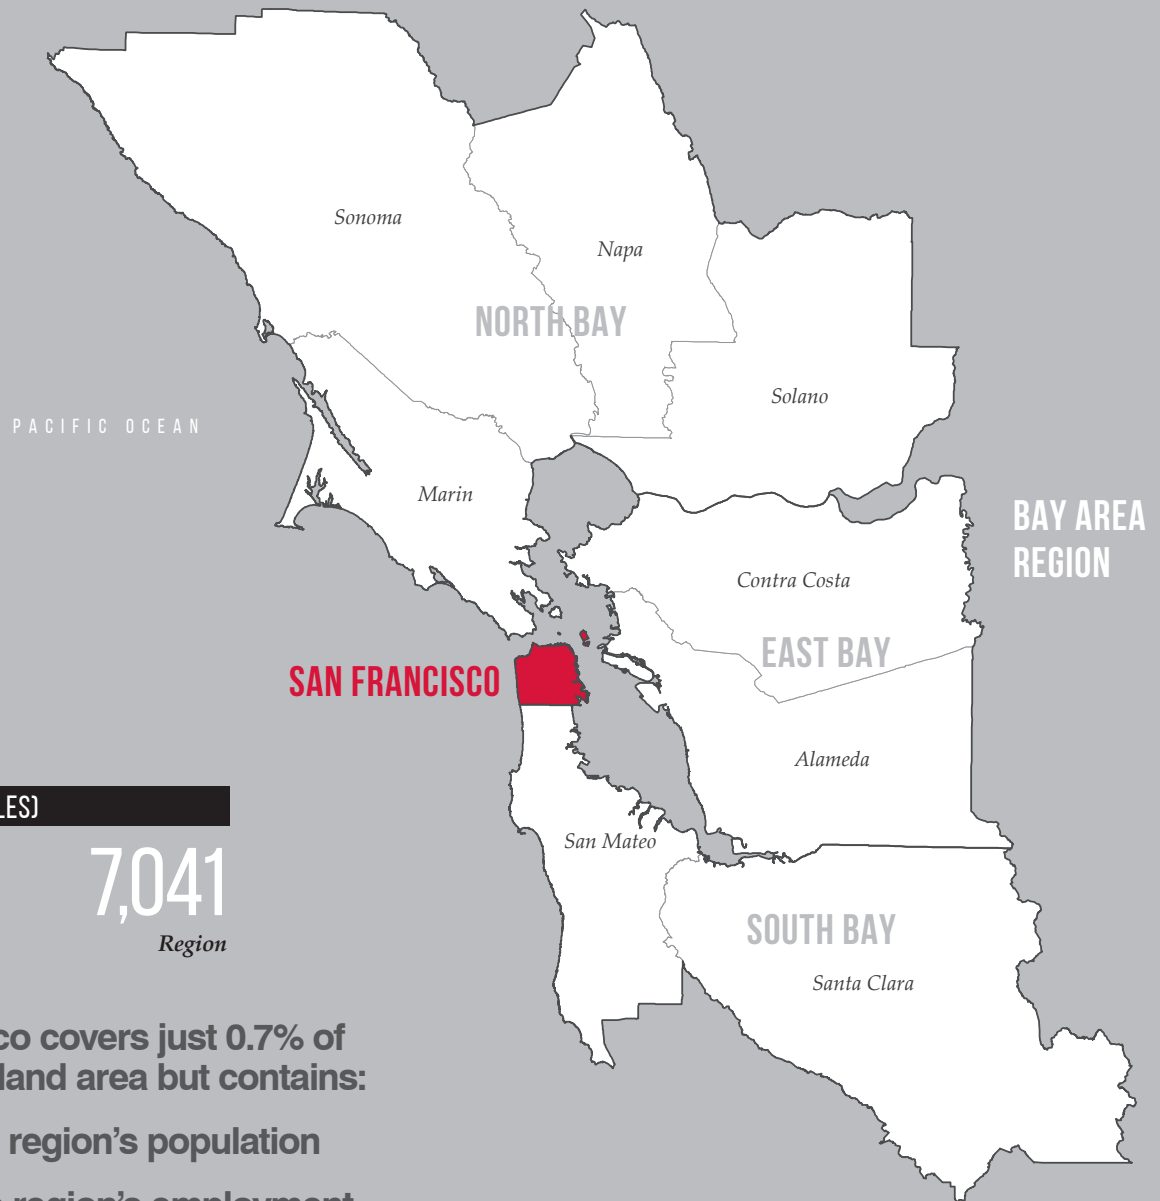 Sonoma
Napa
NORTH BAY
Solano
PACIFIC OCEAN
Marin
BAY AREA
REGION
Contra Costa
EAST BAY
SAN FRANCISCO
Alameda
LES)
San Mateo
7,041
Region
SOUTH BAY
Santa Clara
co covers just 0.7% of
land area but contains:
region’s population
region’s employment